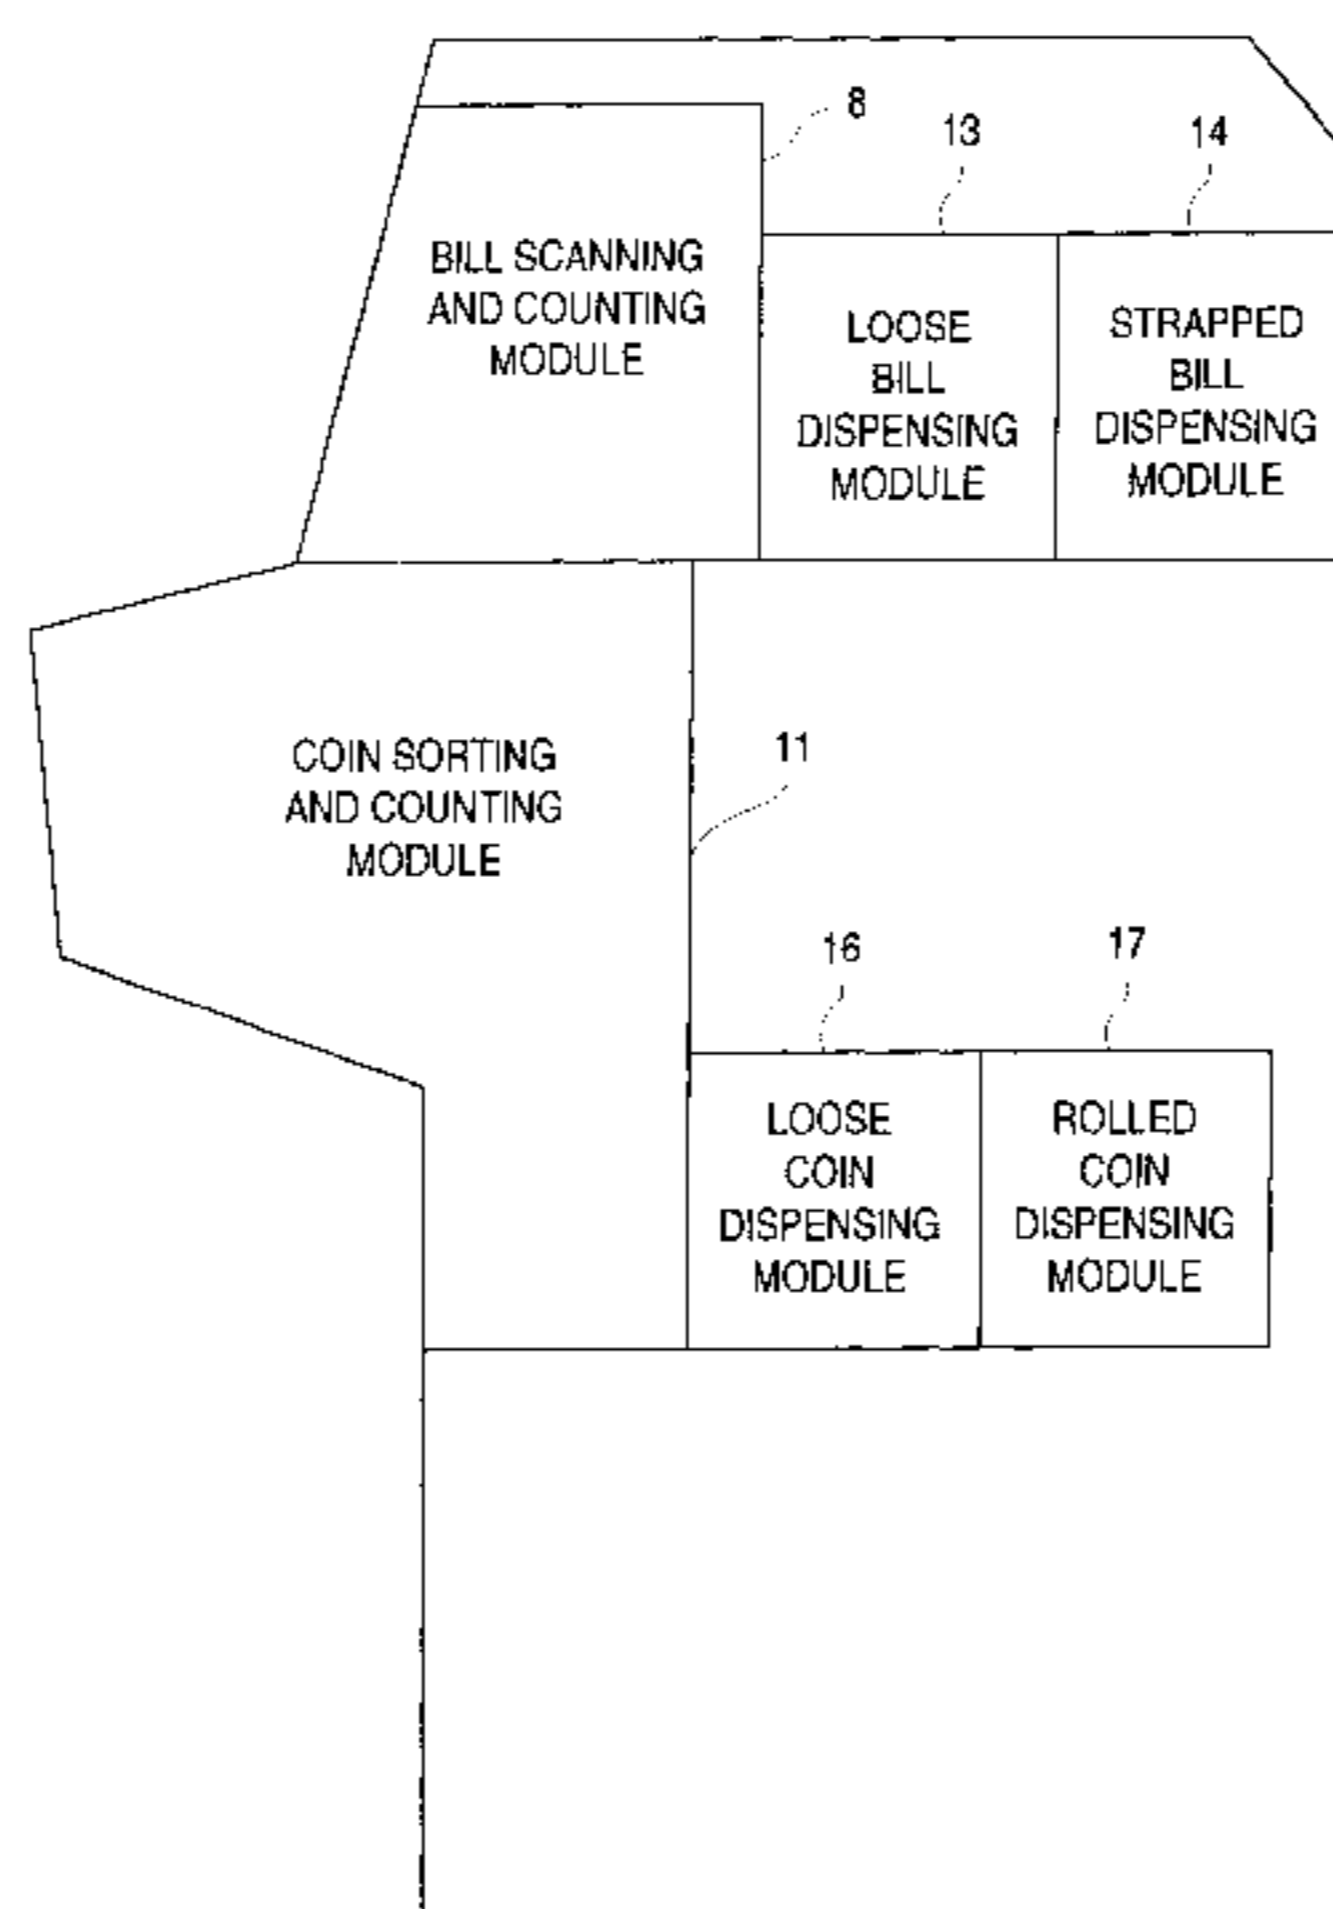 8
13
14
BILL SCANNING
AND COUNTING
MODULE
LOOSE
BILL
DISPENSING
MODULE
STRAPPED
BILL
DISPENSING
MODULE
COIN SORTING
AND COUNTING
MODULE
11
16
17
LOOSE
COIN
DISPENSING
MODULE
ROLLED
COIN
DISPENSING
MODULE